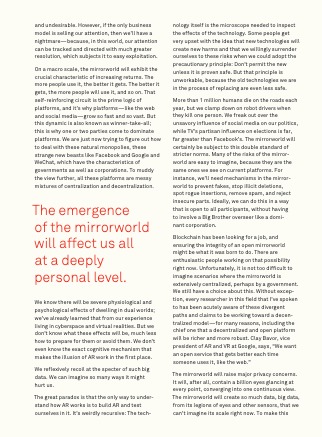 and undesirable. However, if the only business
model is selling our attention, then we'll have a
nightmare—because, in this world, our attention
can be tracked and directed with much greater
resolution, which subjects it to easy exploitation.
On a macro scale, the mirrorworld will exhibit the
crucial characteristic of increasing returns. The
more people use it, the better it gets. The better it
gets, the more people will use it, and so on. That
self-reinforcing circuit is the prime logic of
platforms, and it's why platforms—like the web
and social media—grow so fast and so vast. But
this dynamic is also known as winner-take-all;
this is why one or two parties come to dominate
platforms. We are just now trying to figure out how
to deal with these natural monopolies, these
strange new beasts like Facebook and Google and
WeChat, which have the characteristics of
governments as well as corporations. To muddy
the view further, all these platforms are messy
mixtures of centralization and decentralization.
The emergence
of the mirrorworld
will affect us all
at a deeply
personal level.
We know there will be severe physiological and
psychological effects of dwelling in dual worlds;
we've already learned that from our experience
living in cyberspace and virtual realities. But we
don't know what these effects will be, much less
how to prepare for them or avoid them. We don't
even know the exact cognitive mechanism that
makes the illusion of AR work in the first place.
We reflexively recoil at the specter of such big
data. We can imagine so many ways it might
hurt us.
The great paradox is that the only way to under-
stand how AR works is to build AR and test
ourselves in it. It's weirdly recursive: The tech-
nology itself is the microscope needed to inspect
the effects of the technology. Some people get
very upset with the idea that new technologies will
create new harms and that we willingly surrender
ourselves to these risks when we could adopt the
precautionary principle: Don't permit the new
unless it is proven safe. But that principle is
unworkable, because the old technologies we are
in the process of replacing are even less safe.
More than 1 million humans die on the roads each
year, but we clamp down on robot drivers when
they kill one person. We freak out over the
unsavory influence of social media on our politics,
while TV's partisan influence on elections is far,
far greater than Facebook's. The mirrorworld will
certainly be subject to this double standard of
stricter norms. Many of the risks of the mirror-
world are easy to imagine, because they are the
same ones we see on current platforms. For
instance, we'll need mechanisms in the mirror-
world to prevent fakes, stop illicit deletions,
spot rogue insertions, remove spam, and reject
insecure parts. Ideally, we can do this in a way
that is open to all participants, without having
to involve a Big Brother overseer like a domi-
nant corporation.
Blockchain has been looking for a job, and
ensuring the integrity of an open mirrorworld
might be what it was born to do. There are
enthusiastic people working on that possibility
right now. Unfortunately, it is not too difficult to
imagine scenarios where the mirrorworld is
extensively centralized, perhaps by a government.
We still have a choice about this. Without excep-
tion, every researcher in this field that I've spoken
to has been acutely aware of these divergent
paths and claims to be working toward a decen-
tralized model—for many reasons, including the
chief one that a decentralized and open platform
will be richer and more robust. Clay Bavor, vice
president of AR and VR at Google, says, "We want
an open service that gets better each time
someone uses it, like the web."
The mirrorworld will raise major privacy concerns.
It will, after all, contain a billion eyes glancing at
every point, converging into one continuous view.
The mirrorworld will create so much data, big data,
from its legions of eyes and other sensors, that we
can't imagine its scale right now. To make this